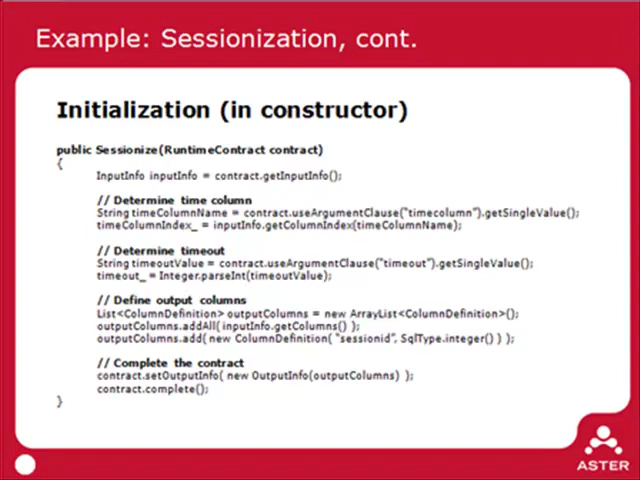 Example: Sessionization, cont.
Initialization (in constructor)
public Sessionize(RuntimeContract contract)
{
InputInfo inputInfo = contract.getInputInfo();
// Determine time column
String timeColumnName = contract.useArgumentClause("timecolumn").getSingleValue();
timeColumnIndex_ = inputInfo.getColumnIndex(timeColumnName);
// Determine timeout
String timeoutValue = contract.useArgumentClause("timeout").getSingleValue();
timeout_ = Integer.parseInt(timeoutValue);
// Define output columns
List<ColumnDefinition> outputColumns = new ArrayList<ColumnDefinition>();
outputColumns.addAll( inputInfo.getColumns() );
outputColumns.add( new ColumnDefinition( "sessionid", SqlType.integer() ) );
// Complete the contract
contract.setOutputInfo( new OutputInfo(outputColumns) );
contract.complete();
}
ASTER